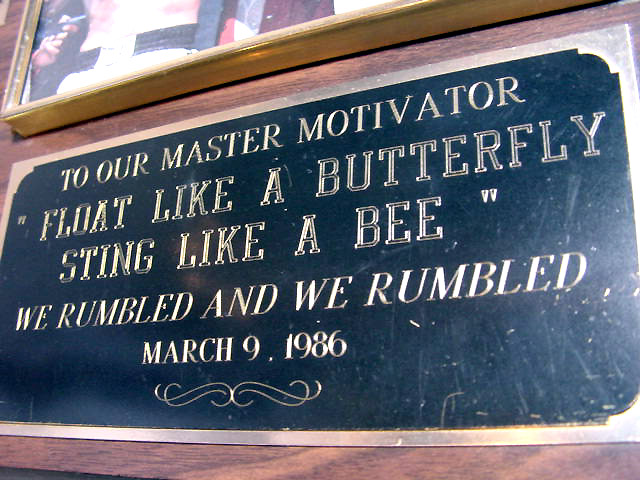 TO OUR MASTER MOTIVATOR
" FLOAT LIKE A BUTTERFLY
STING LIKE A BEE "
WE RUMBLED AND WE RUMBLED
MARCH 9 . 1986